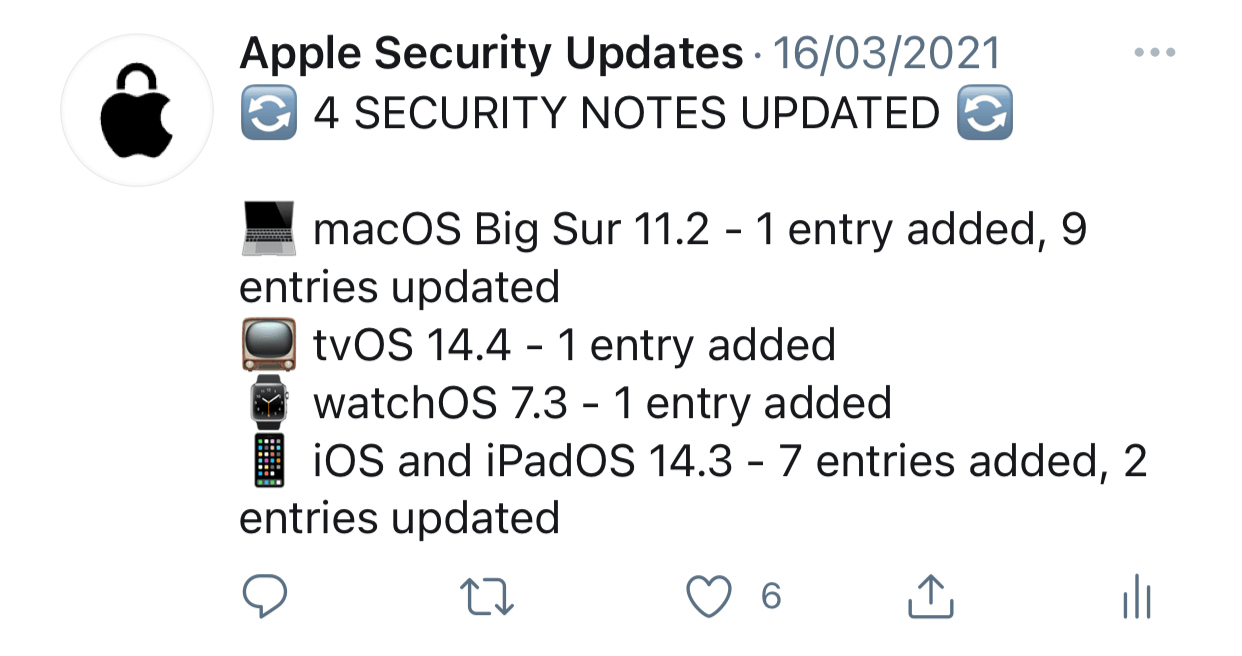 Apple Security Updates · 16/03/2021
🔄 4 SECURITY NOTES UPDATED 🔄
💻 macOS Big Sur 11.2 - 1 entry added, 9
entries updated
📺 tvOS 14.4 - 1 entry added
⌚ watchOS 7.3 - 1 entry added
📱 iOS and iPadOS 14.3 - 7 entries added, 2
entries updated
6